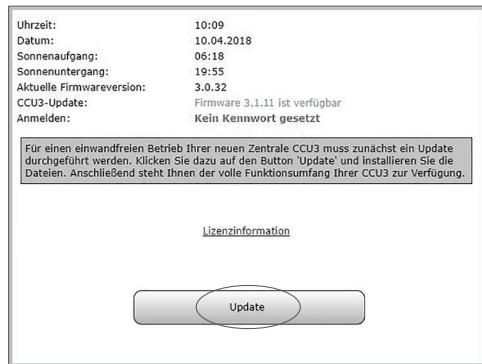 Uhrzeit: 10:09
Datum: 10.04.2018
Sonnenaufgang: 06:18
Sonnenuntergang: 19:55
Aktuelle Firmwareversion: 3.0.32
CCU3-Update: Firmware 3.1.11 ist verfügbar
Anmelden: Kein Kennwort gesetzt
Für einen einwandfreien Betrieb Ihrer neuen Zentrale CCU3 muss zunächst ein Update
durchgeführt werden. Klicken Sie dazu auf den Button 'Update' und installieren Sie die
Dateien. Anschließend steht Ihnen der volle Funktionsumfang Ihrer CCU3 zur Verfügung.
Lizenzinformation
Update